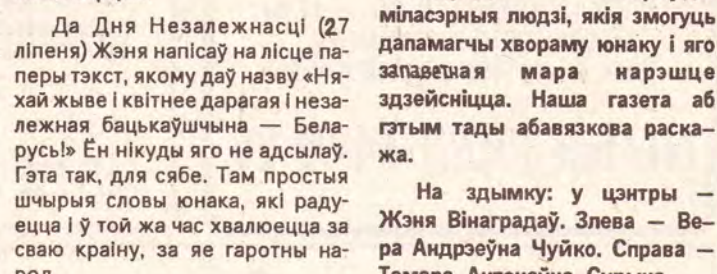 Да Дня Незалежнасці (27
ліпеня) Жэня напісаў на лісце па-
перы тэкст, якому даў назву «Ня-
хай жыве і квітнее дарагая і неза-
лежная бацькаўшчына — Бела-
русь!» Ён нікуды яго не адсылаў.
Гэта так, для сябе. Там простыя
шчырыя словы юнака, які раду-
ецца і ў той жа час хвалюецца за
сваю краіну, за яе гаротны на-
род.
міласэрныя людзі, якія змогуць
дапамагчы хвораму юнаку і яго
запаветная мара нарэшце
здзейсніцца. Наша газета аб
гэтым тады абавязкова раска-
жа.
На здымку: у цэнтры —
Жэня Вінаградаў. Злева — Ве-
ра Андрэеўна Чуйко. Справа —
Тамара